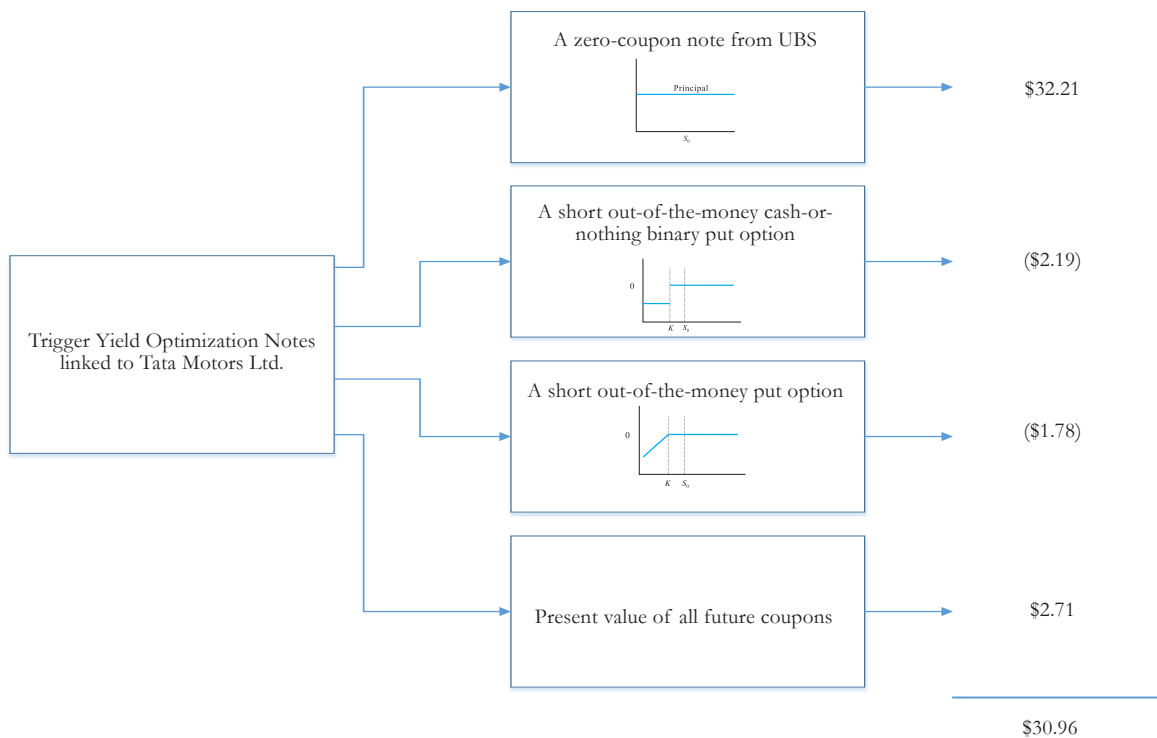 A zero-coupon note from UBS
Principal
S₀
$32.21
A short out-of-the-money cash-or-
nothing binary put option
0
K S₀
($2.19)
Trigger Yield Optimization Notes
linked to Tata Motors Ltd.
A short out-of-the-money put option
0
K S₀
($1.78)
Present value of all future coupons
$2.71
$30.96